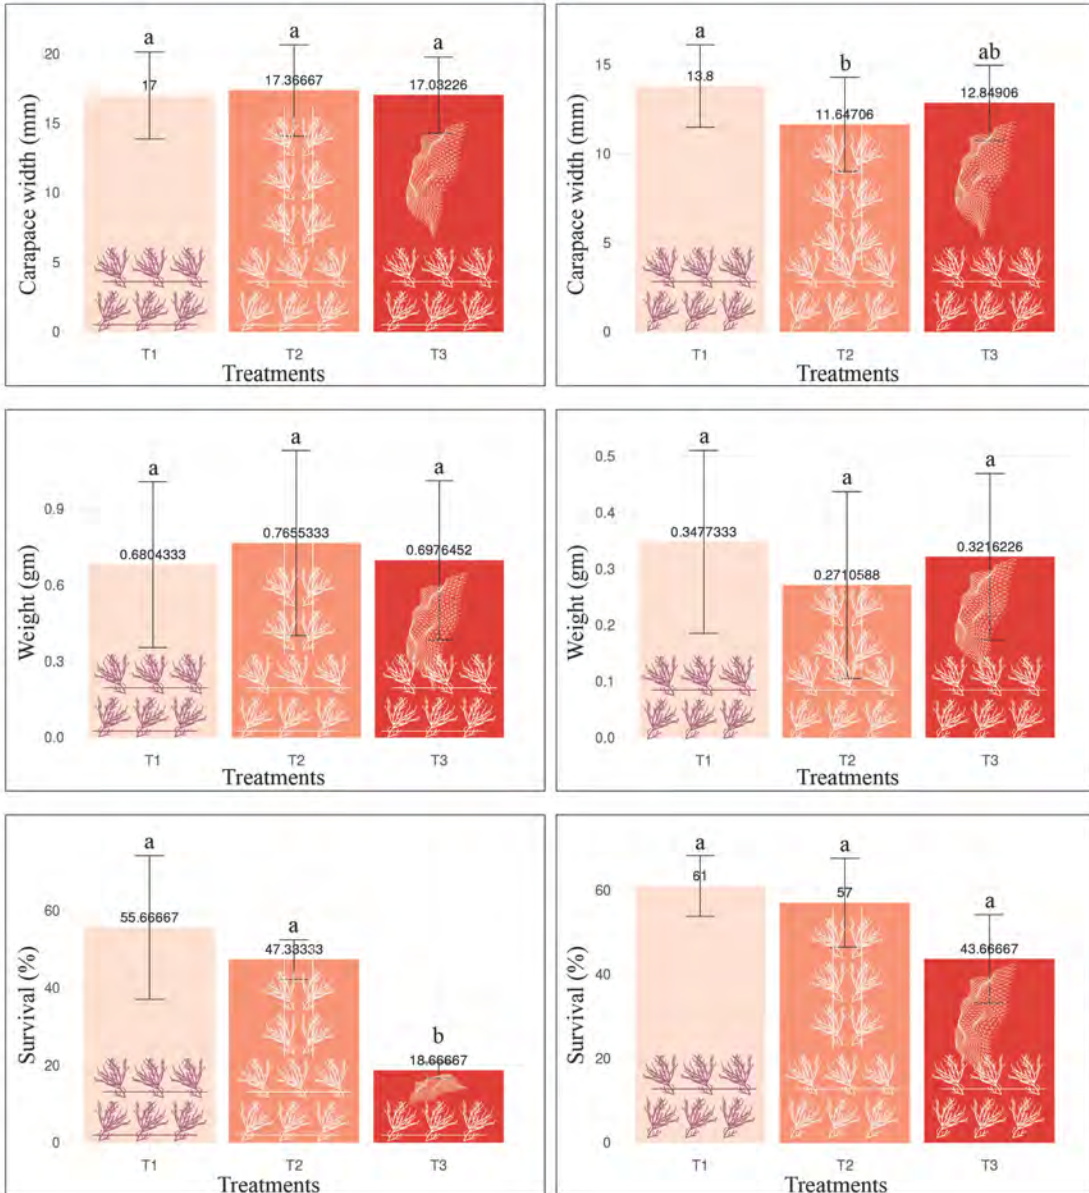 a
a
a
20
17
17.36667
17.03226
15
10
5
0
Carapace width (mm)
T1
T2
T3
Treatments
a
b
ab
15
13.8
11.64706
12.84906
10
5
0
Carapace width (mm)
T1
T2
T3
Treatments
a
a
a
0.9
0.6804333
0.7655333
0.6976452
0.6
0.3
0.0
Weight (gm)
T1
T2
T3
Treatments
a
a
a
0.5
0.4
0.3477333
0.2710588
0.3216226
0.3
0.2
0.1
0.0
Weight (gm)
T1
T2
T3
Treatments
a
a
b
60
55.66667
47.33333
18.66667
40
20
0
Survival (%)
T1
T2
T3
Treatments
a
a
a
60
61
57
43.66667
40
20
0
Survival (%)
T1
T2
T3
Treatments